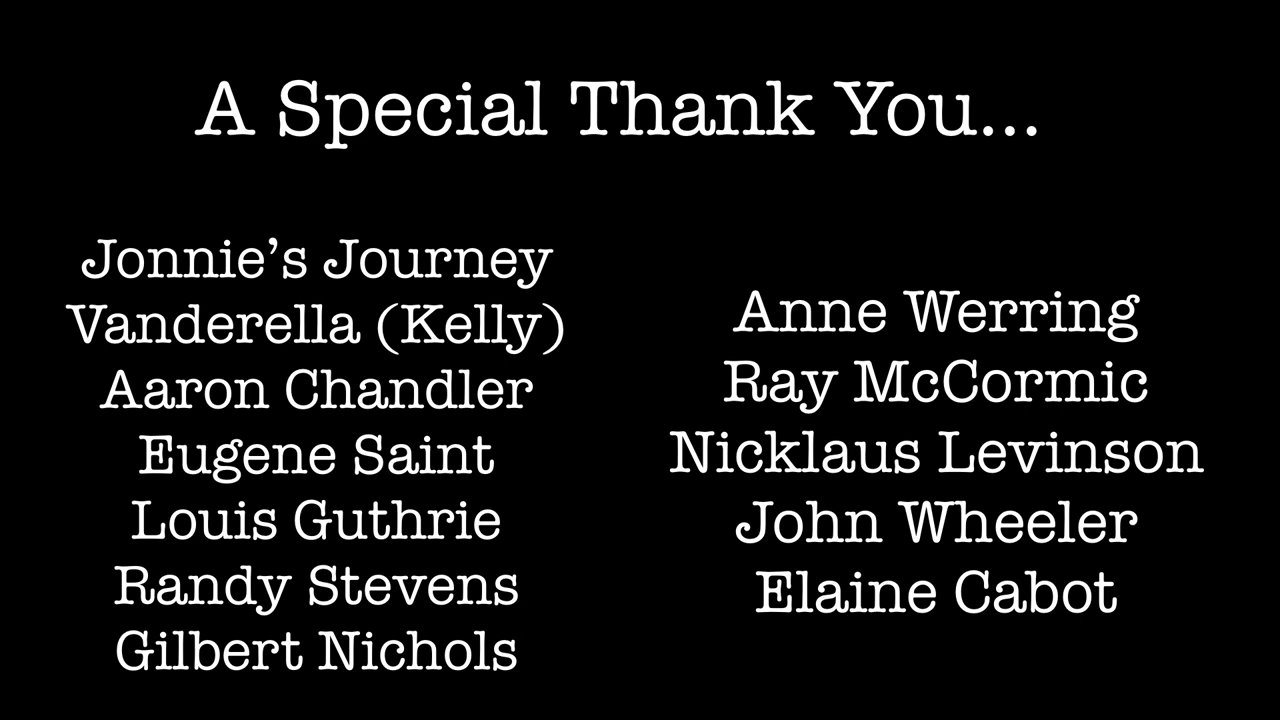 A Special Thank You...
Jonnie’s Journey
Vanderella (Kelly)
Aaron Chandler
Eugene Saint
Louis Guthrie
Randy Stevens
Gilbert Nichols
Anne Werring
Ray McCormic
Nicklaus Levinson
John Wheeler
Elaine Cabot